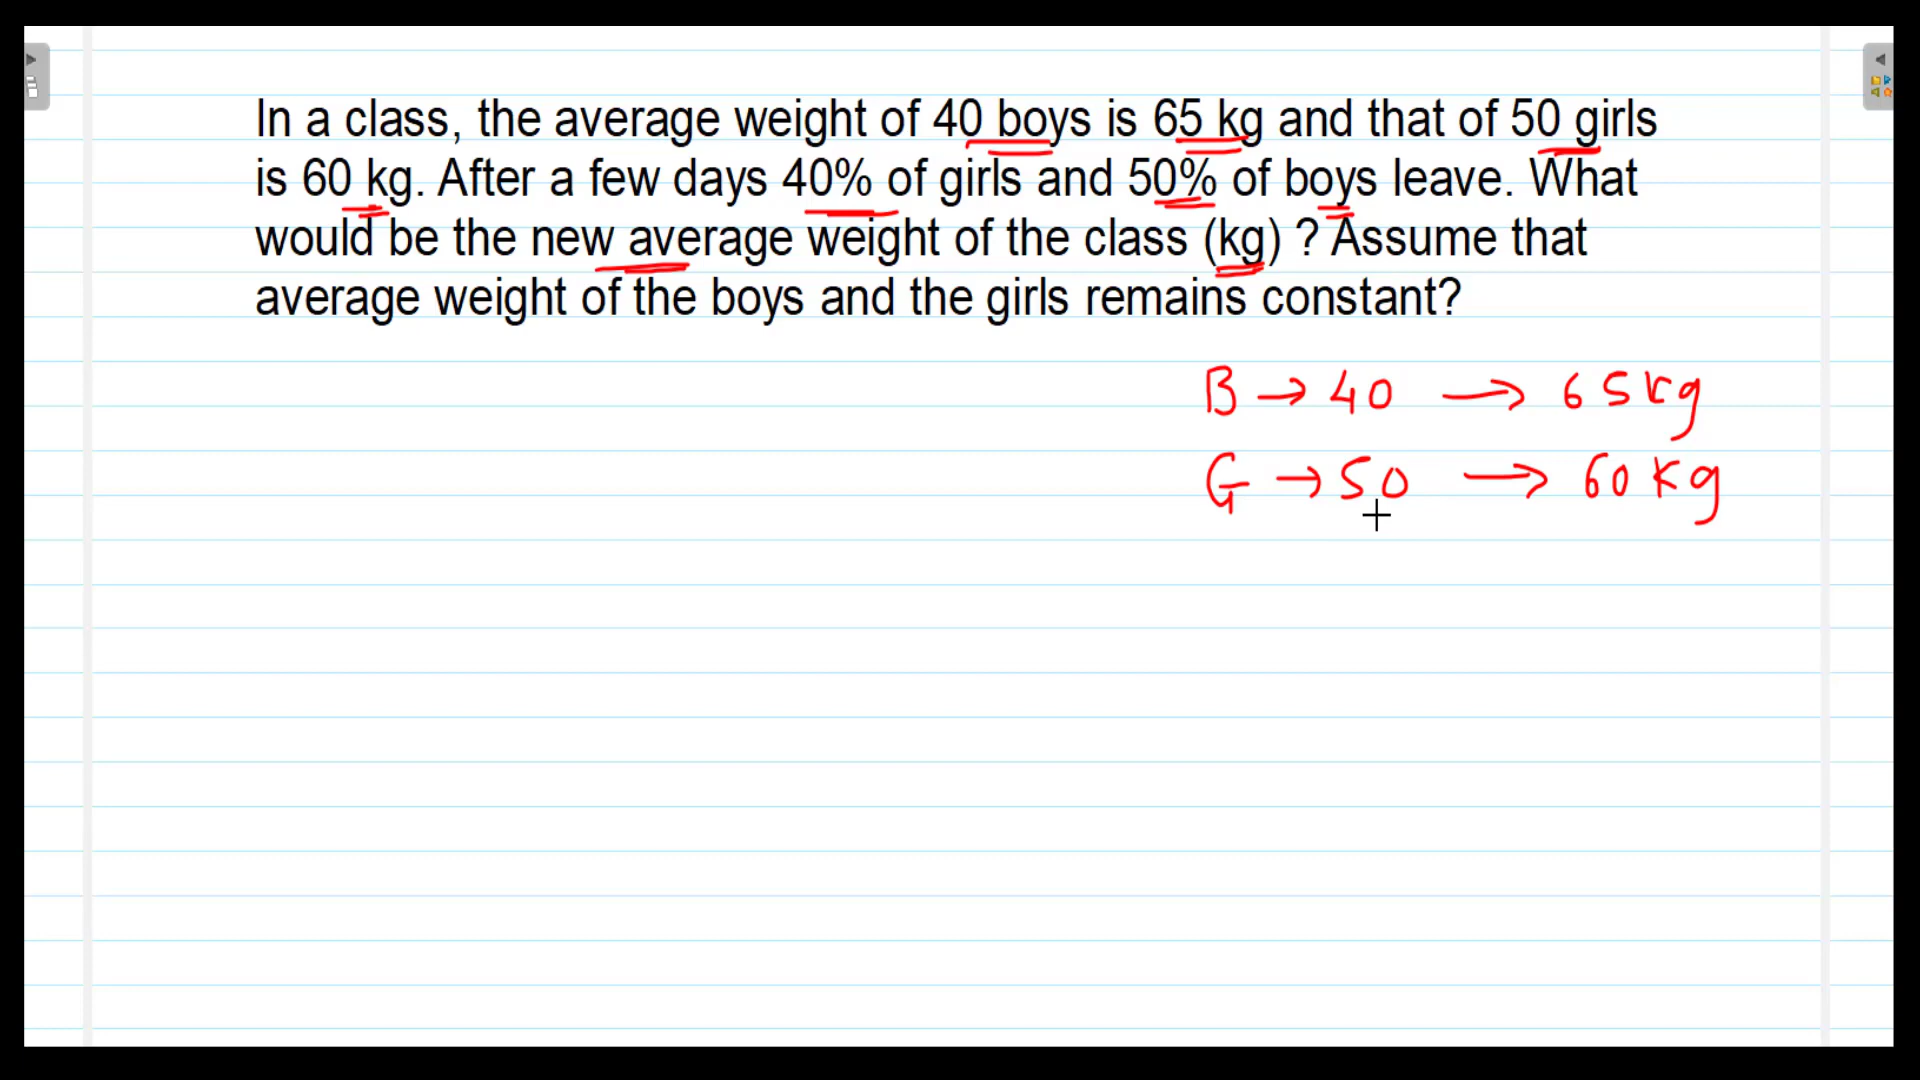 In a class, the average weight of 40 boys is 65 kg and that of 50 girls
is 60 kg. After a few days 40% of girls and 50% of boys leave. What
would be the new average weight of the class (kg) ? Assume that
average weight of the boys and the girls remains constant?
B → 40 → 65 kg
G → 50 → 60 kg